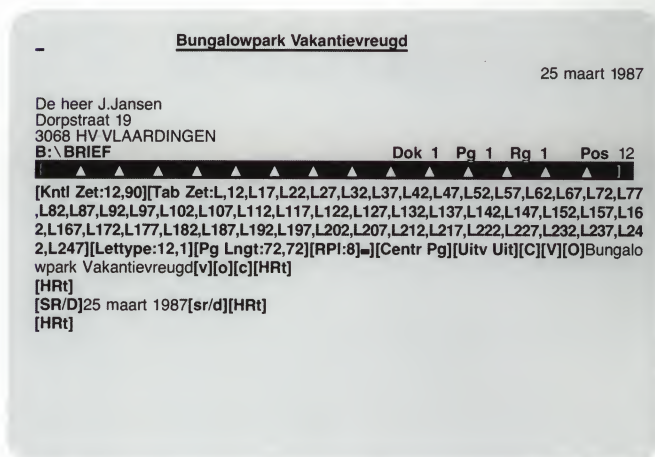 Bungalowpark Vakantievreugd
25 maart 1987
De heer J.Jansen
Dorpstraat 19
3068 HV VLAARDINGEN
B:\BRIEF Dok 1 Pg 1 Rg 1 Pos 12
[Kntl Zet:12,90][Tab Zet:L,12,L17,L22,L27,L32,L37,L42,L47,L52,L57,L62,L67,L72,L77
,L82,L87,L92,L97,L102,L107,L112,L117,L122,L127,L132,L137,L142,L147,L152,L157,L16
2,L167,L172,L177,L182,L187,L192,L197,L202,L207,L212,L217,L222,L227,L232,L237,L24
2,L247][Lettype:12,1][Pg Lngt:72,72][RPI:8][Centr Pg][Uitv Uit][C][V][O]Bungalo
wpark Vakantievreugd[v][o][c][HRt]
[HRt]
[SR/D]25 maart 1987[sr/d][HRt]
[HRt]